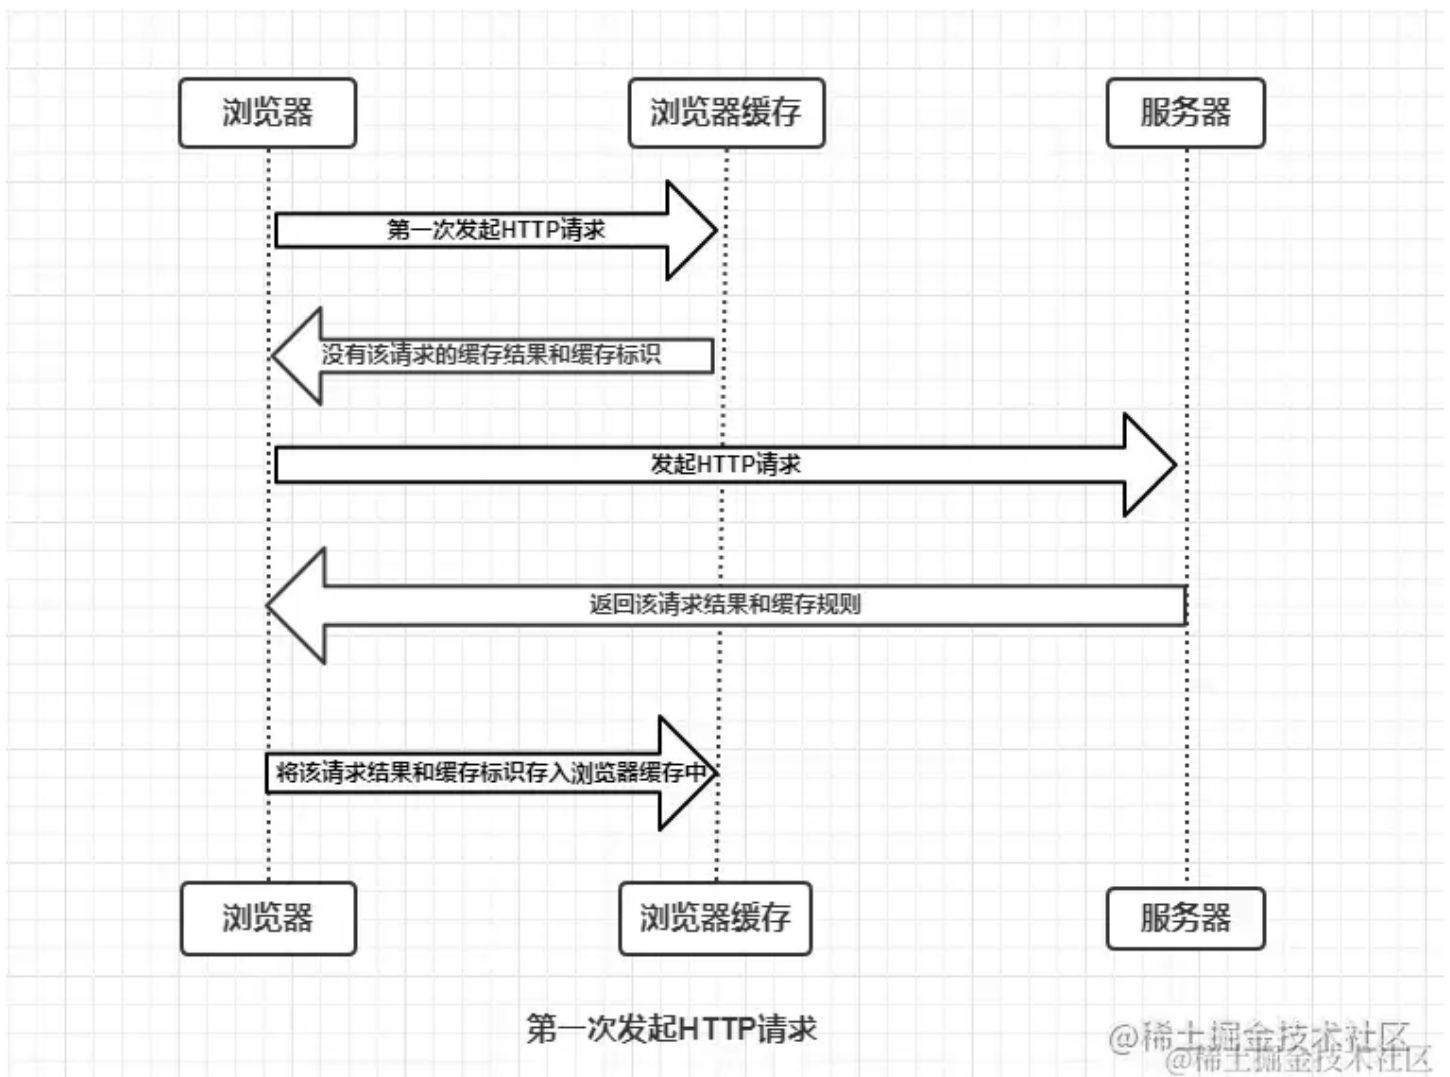 浏览器
浏览器缓存
服务器
第一次发起HTTP请求
没有该请求的缓存结果和缓存标识
发起HTTP请求
返回该请求结果和缓存规则
将该请求结果和缓存标识存入浏览器缓存中
浏览器
浏览器缓存
服务器
第一次发起HTTP请求
@稀土掘金技术社区
@稀土掘金技术社区